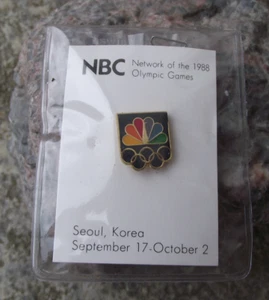 NBC Network of the 1988
Olympic Games
Seoul, Korea
September 17-October 2